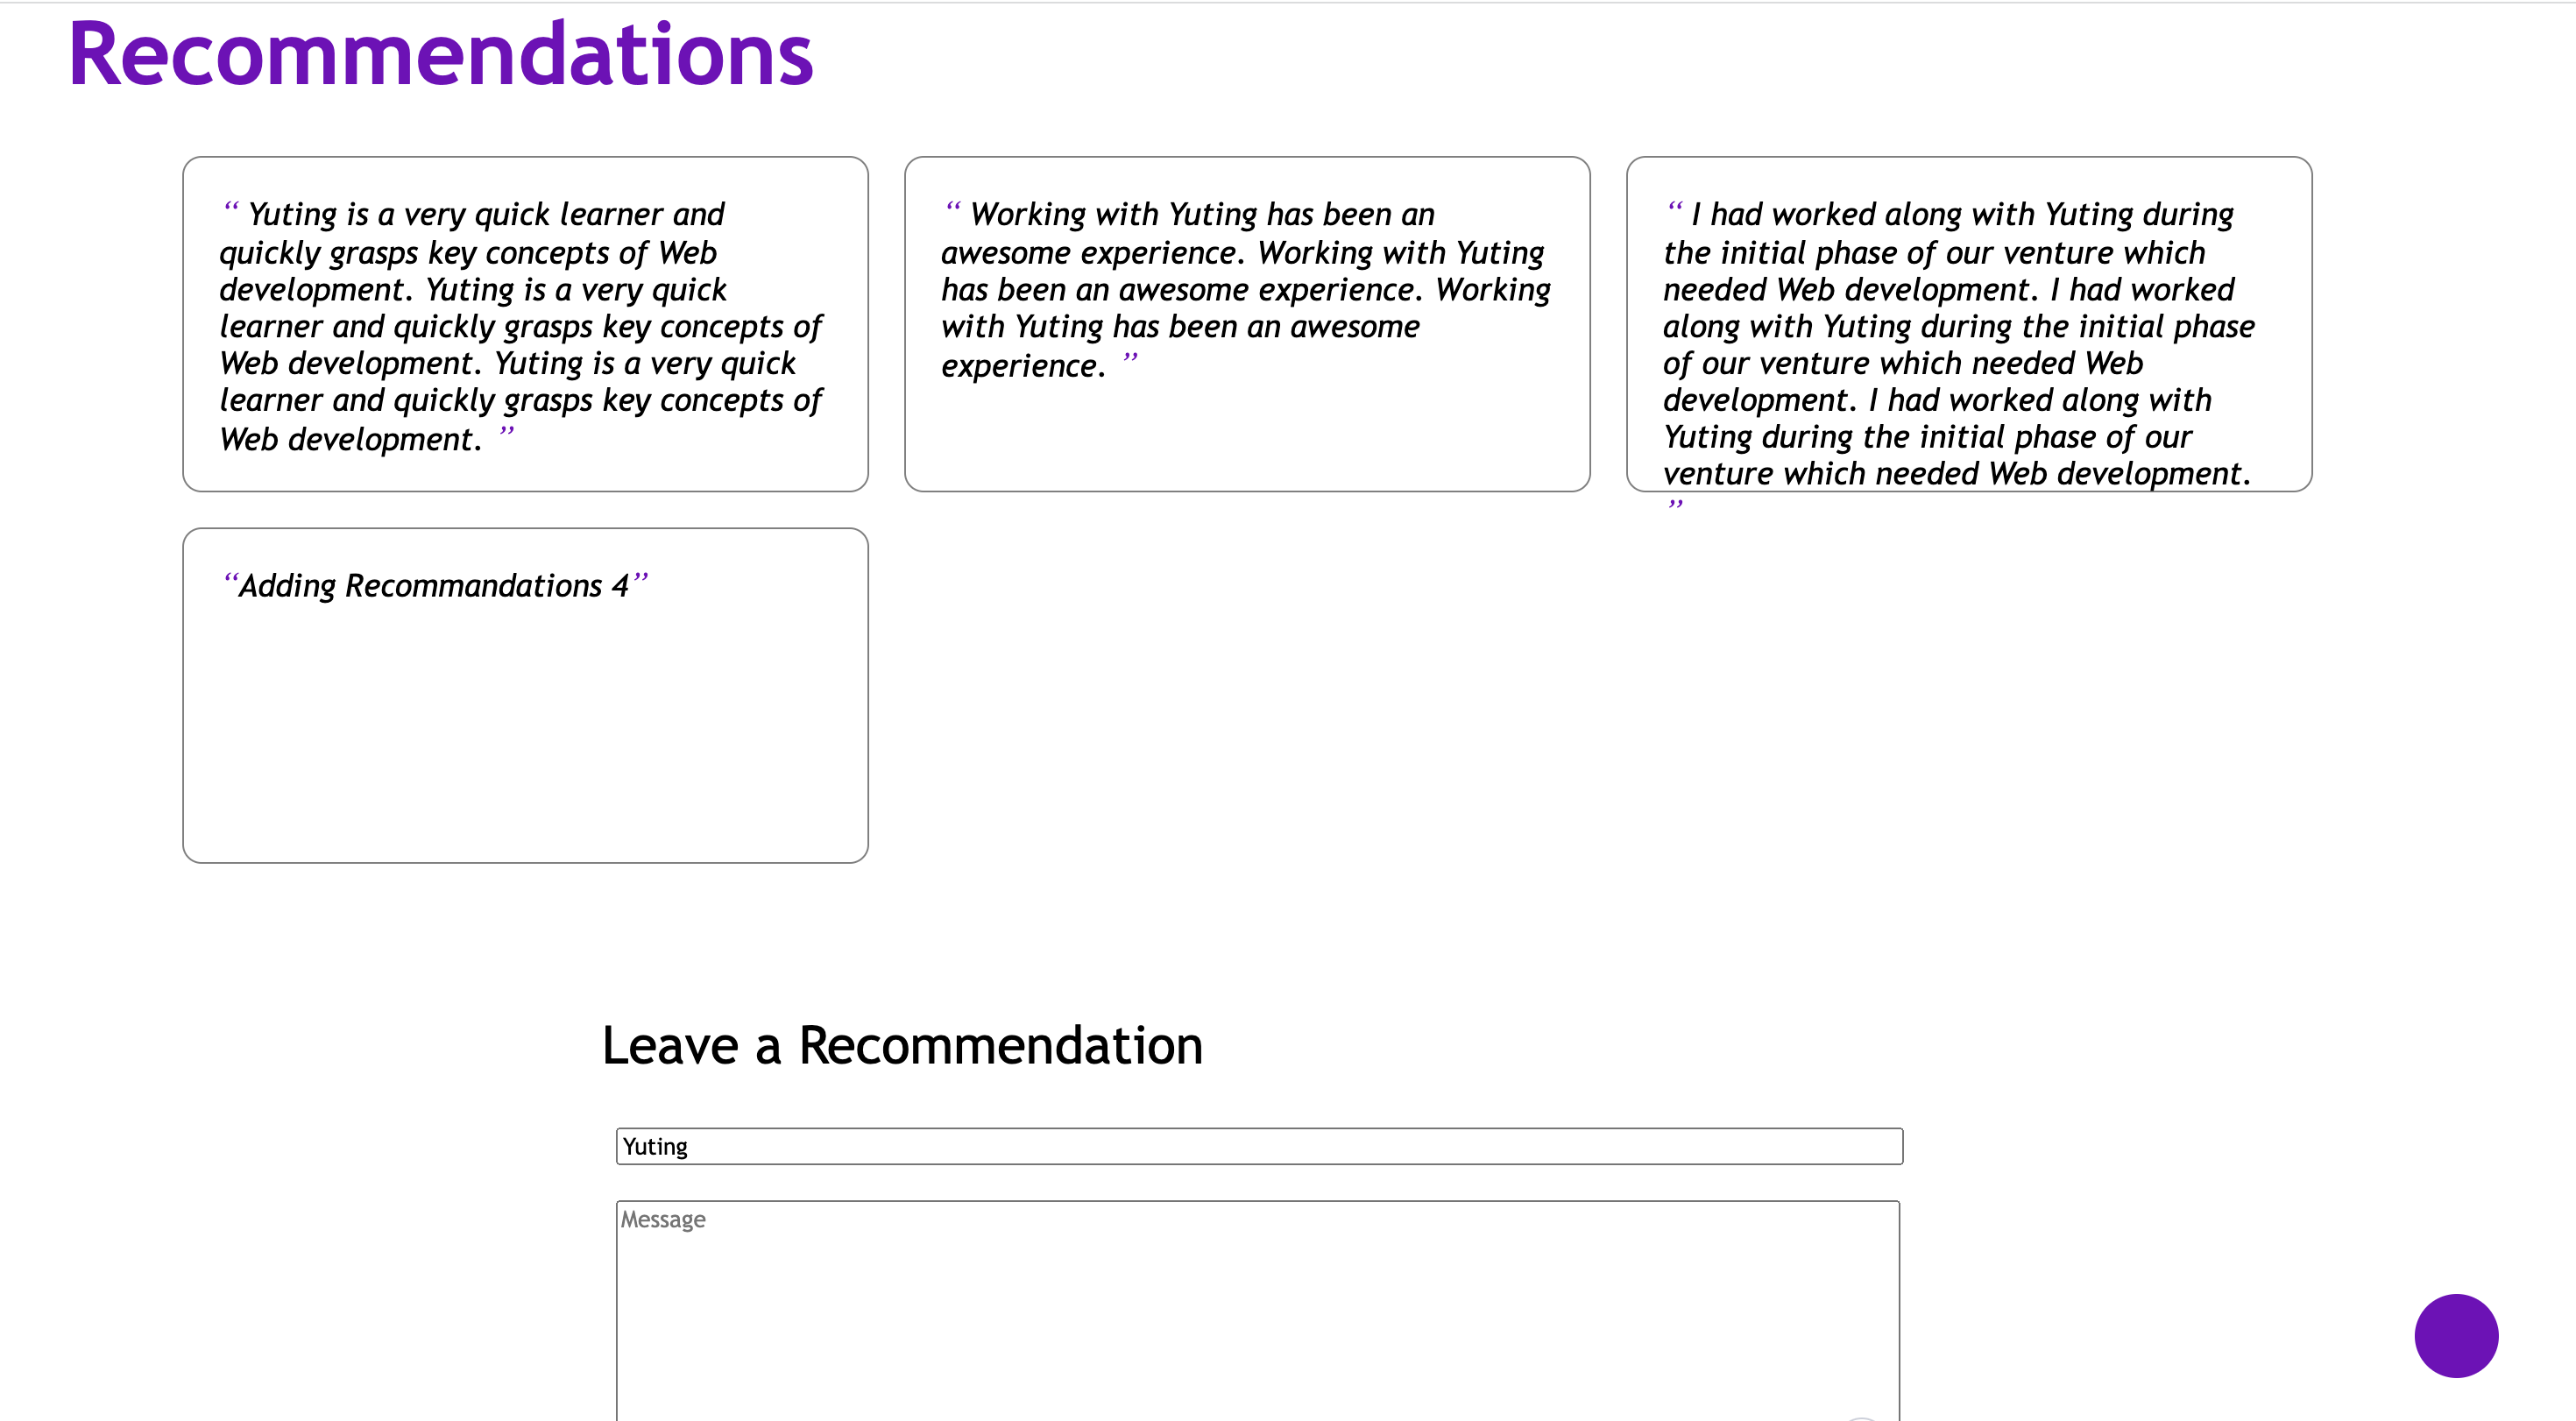 Recommendations
“ Yuting is a very quick learner and
quickly grasps key concepts of Web
development. Yuting is a very quick
learner and quickly grasps key concepts of
Web development. Yuting is a very quick
learner and quickly grasps key concepts of
Web development. ”
“ Working with Yuting has been an
awesome experience. Working with Yuting
has been an awesome experience. Working
with Yuting has been an awesome
experience. ”
“ I had worked along with Yuting during
the initial phase of our venture which
needed Web development. I had worked
along with Yuting during the initial phase
of our venture which needed Web
development. I had worked along with
Yuting during the initial phase of our
venture which needed Web development.
”
“Adding Recommandations 4”
Leave a Recommendation
Yuting
Message